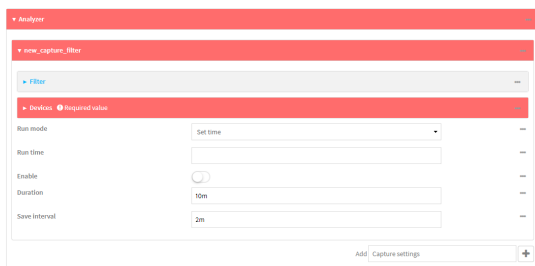 Analyzer
new_capture_filter
Filter
Devices Required value
Run mode Set time
Run time
Enable
Duration 10m
Save interval 2m
Add Capture settings